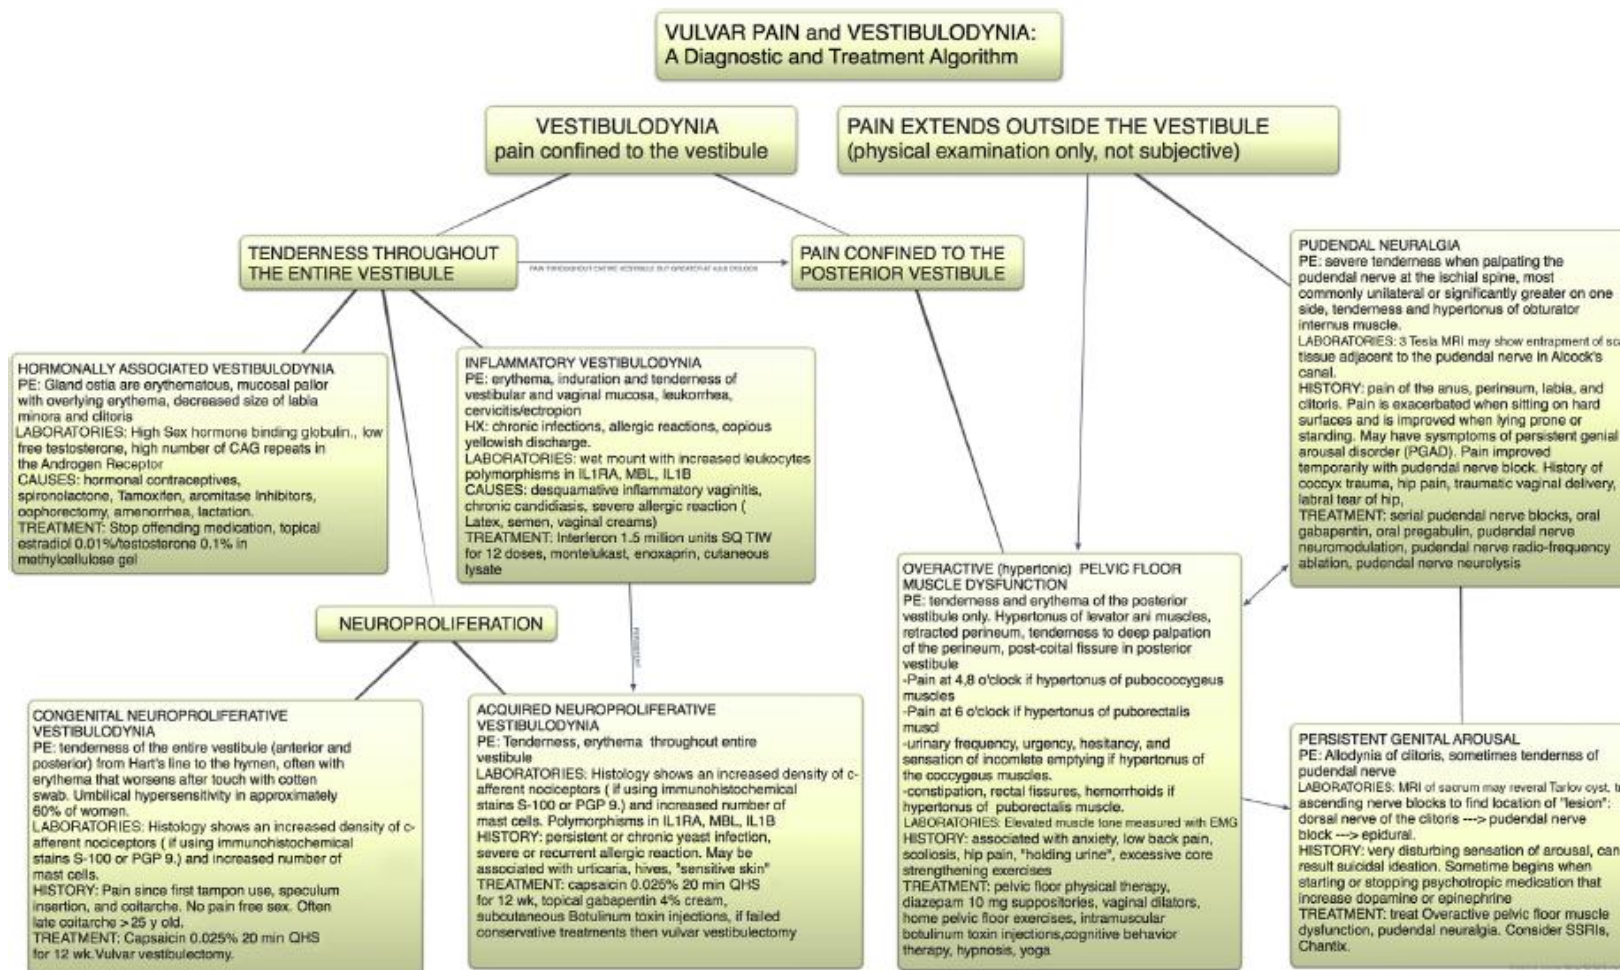 VULVAR PAIN and VESTIBULODYNIA:
A Diagnostic and Treatment Algorithm
VESTIBULODYNIA
pain confined to the vestibule
PAIN EXTENDS OUTSIDE THE VESTIBULE
(physical examination only, not subjective)
TENDERNESS THROUGHOUT
THE ENTIRE VESTIBULE
PAIN THROUGHOUT ENTIRE VESTIBULE BUT GREATER AT
PAIN CONFINED TO THE
POSTERIOR VESTIBULE
HORMONALLY ASSOCIATED VESTIBULODYNIA
PE: Gland ostia are erythematous, mucosal pallor
with overlying erythema, decreased size of labia
minora and clitoris
LABORATORIES: High Sex hormone binding globulin., low
free testosterone, high number of CAG repeats in
the Androgen Receptor
CAUSES: hormonal contraceptives,
spironolactone, Tamoxifen, aromitase Inhibitors,
oophorectomy, amenorrhea, lactation.
TREATMENT: Stop offending medication, topical
estradiol 0.01%/testosterone 0.1% in
methylcellulose gel
INFLAMMATORY VESTIBULODYNIA
PE: erythema, induration and tenderness of
vestibular and vaginal mucosa, leukorrhea,
cervicitis/ectropion
HX: chronic infections, allergic reactions, copious
yellowish discharge.
LABORATORIES: wet mount with increased leukocytes
polymorphisms in IL1RA, MBL, IL1B
CAUSES: desquamative inflammatory vaginitis,
chronic candidiasis, severe allergic reaction (
Latex, semen, vaginal creams)
TREATMENT: Interferon 1.5 million units SQ TIW
for 12 doses, montelukast, enoxaprin, cutaneous
lysate
PERSISTENT
NEUROPROLIFERATION
CONGENITAL NEUROPROLIFERATIVE
VESTIBULODYNIA
PE: tenderness of the entire vestibule (anterior and
posterior) from Hart's line to the hymen, often with
erythema that worsens after touch with cotten
swab. Umbilical hypersensitivity in approximately
60% of women.
LABORATORIES: Histology shows an increased density of c-
afferent nociceptors ( if using immunohistochemical
stains S-100 or PGP 9.) and increased number of
mast cells.
HISTORY: Pain since first tampon use, speculum
insertion, and coitarche. No pain free sex. Often
late coitarche >25 y old.
TREATMENT: Capsaicin 0.025% 20 min QHS
for 12 wk.Vulvar vestibulectomy.
ACQUIRED NEUROPROLIFERATIVE
VESTIBULODYNIA
PE: Tenderness, erythema throughout entire
vestibule
LABORATORIES: Histology shows an increased density of c-
afferent nociceptors ( if using immunohistochemical
stains S-100 or PGP 9.) and increased number of
mast cells. Polymorphisms in IL1RA, MBL, IL1B
HISTORY: persistent or chronic yeast infection,
severe or recurrent allergic reaction. May be
associated with urticaria, hives, "sensitive skin"
TREATMENT: capsaicin 0.025% 20 min QHS
for 12 wk, topical gabapentin 4% cream,
subcutaneous Botulinum toxin injections, if failed
conservative treatments then vulvar vestibulectomy
OVERACTIVE (hypertonic) PELVIC FLOOR
MUSCLE DYSFUNCTION
PE: tenderness and erythema of the posterior
vestibule only. Hypertonus of levator ani muscles,
retracted perineum, tenderness to deep palpation
of the perineum, post-coital fissure in posterior
vestibule
-Pain at 4,8 o'clock if hypertonus of pubococcygeus
muscles
-Pain at 6 o'clock if hypertonus of puborectalis
muscl
-urinary frequency, urgency, hesitancy, and
sensation of incomlete emptying if hypertonus of
the coccygeus muscles.
-constipation, rectal fissures, hemorrhoids if
hypertonus of puborectalis muscle.
LABORATORIES: Elevated muscle tone measured with EMG
HISTORY: associated with anxiety, low back pain,
scoliosis, hip pain, "holding urine", excessive core
strengthening exercises
TREATMENT: pelvic floor physical therapy,
diazepam 10 mg suppositories, vaginal dilators,
home pelvic floor exercises, intramuscular
botulinum toxin injections,cognitive behavior
therapy, hypnosis, yoga
PUDENDAL NEURALGIA
PE: severe tenderness when palpating the
pudendal nerve at the ischial spine, most
commonly unilateral or significantly greater on one
side, tenderness and hypertonus of obturator
internus muscle.
LABORATORIES: 3 Tesla MRI may show entrapment of sca
tissue adjacent to the pudendal nerve in Alcock's
canal.
HISTORY: pain of the anus, perineum, labia, and
clitoris. Pain is exacerbated when sitting on hard
surfaces and is improved when lying prone or
standing. May have sysmptoms of persistent genial
arousal disorder (PGAD). Pain improved
temporarily with pudendal nerve block. History of
coccyx trauma, hip pain, traumatic vaginal delivery,
labral tear of hip,
TREATMENT: serial pudendal nerve blocks, oral
gabapentin, oral pregabulin, pudendal nerve
neuromodulation, pudendal nerve radio-frequency
ablation, pudendal nerve neurolysis
PERSISTENT GENITAL AROUSAL
PE: Allodynia of clitoris, sometimes tendernss of
pudendal nerve
LABORATORIES: MRI of sacrum may reveral Tarlov cyst,
ascending nerve blocks to find location of "lesion":
dorsal nerve of the clitoris ---> pudendal nerve
block ---> epidural.
HISTORY: very disturbing sensation of arousal, can
result suicidal ideation. Sometime begins when
starting or stopping psychotropic medication that
increase dopamine or epinephrine
TREATMENT: treat Overactive pelvic floor muscle
dysfunction, pudendal neuralgia. Consider SSRIs,
Chantix.